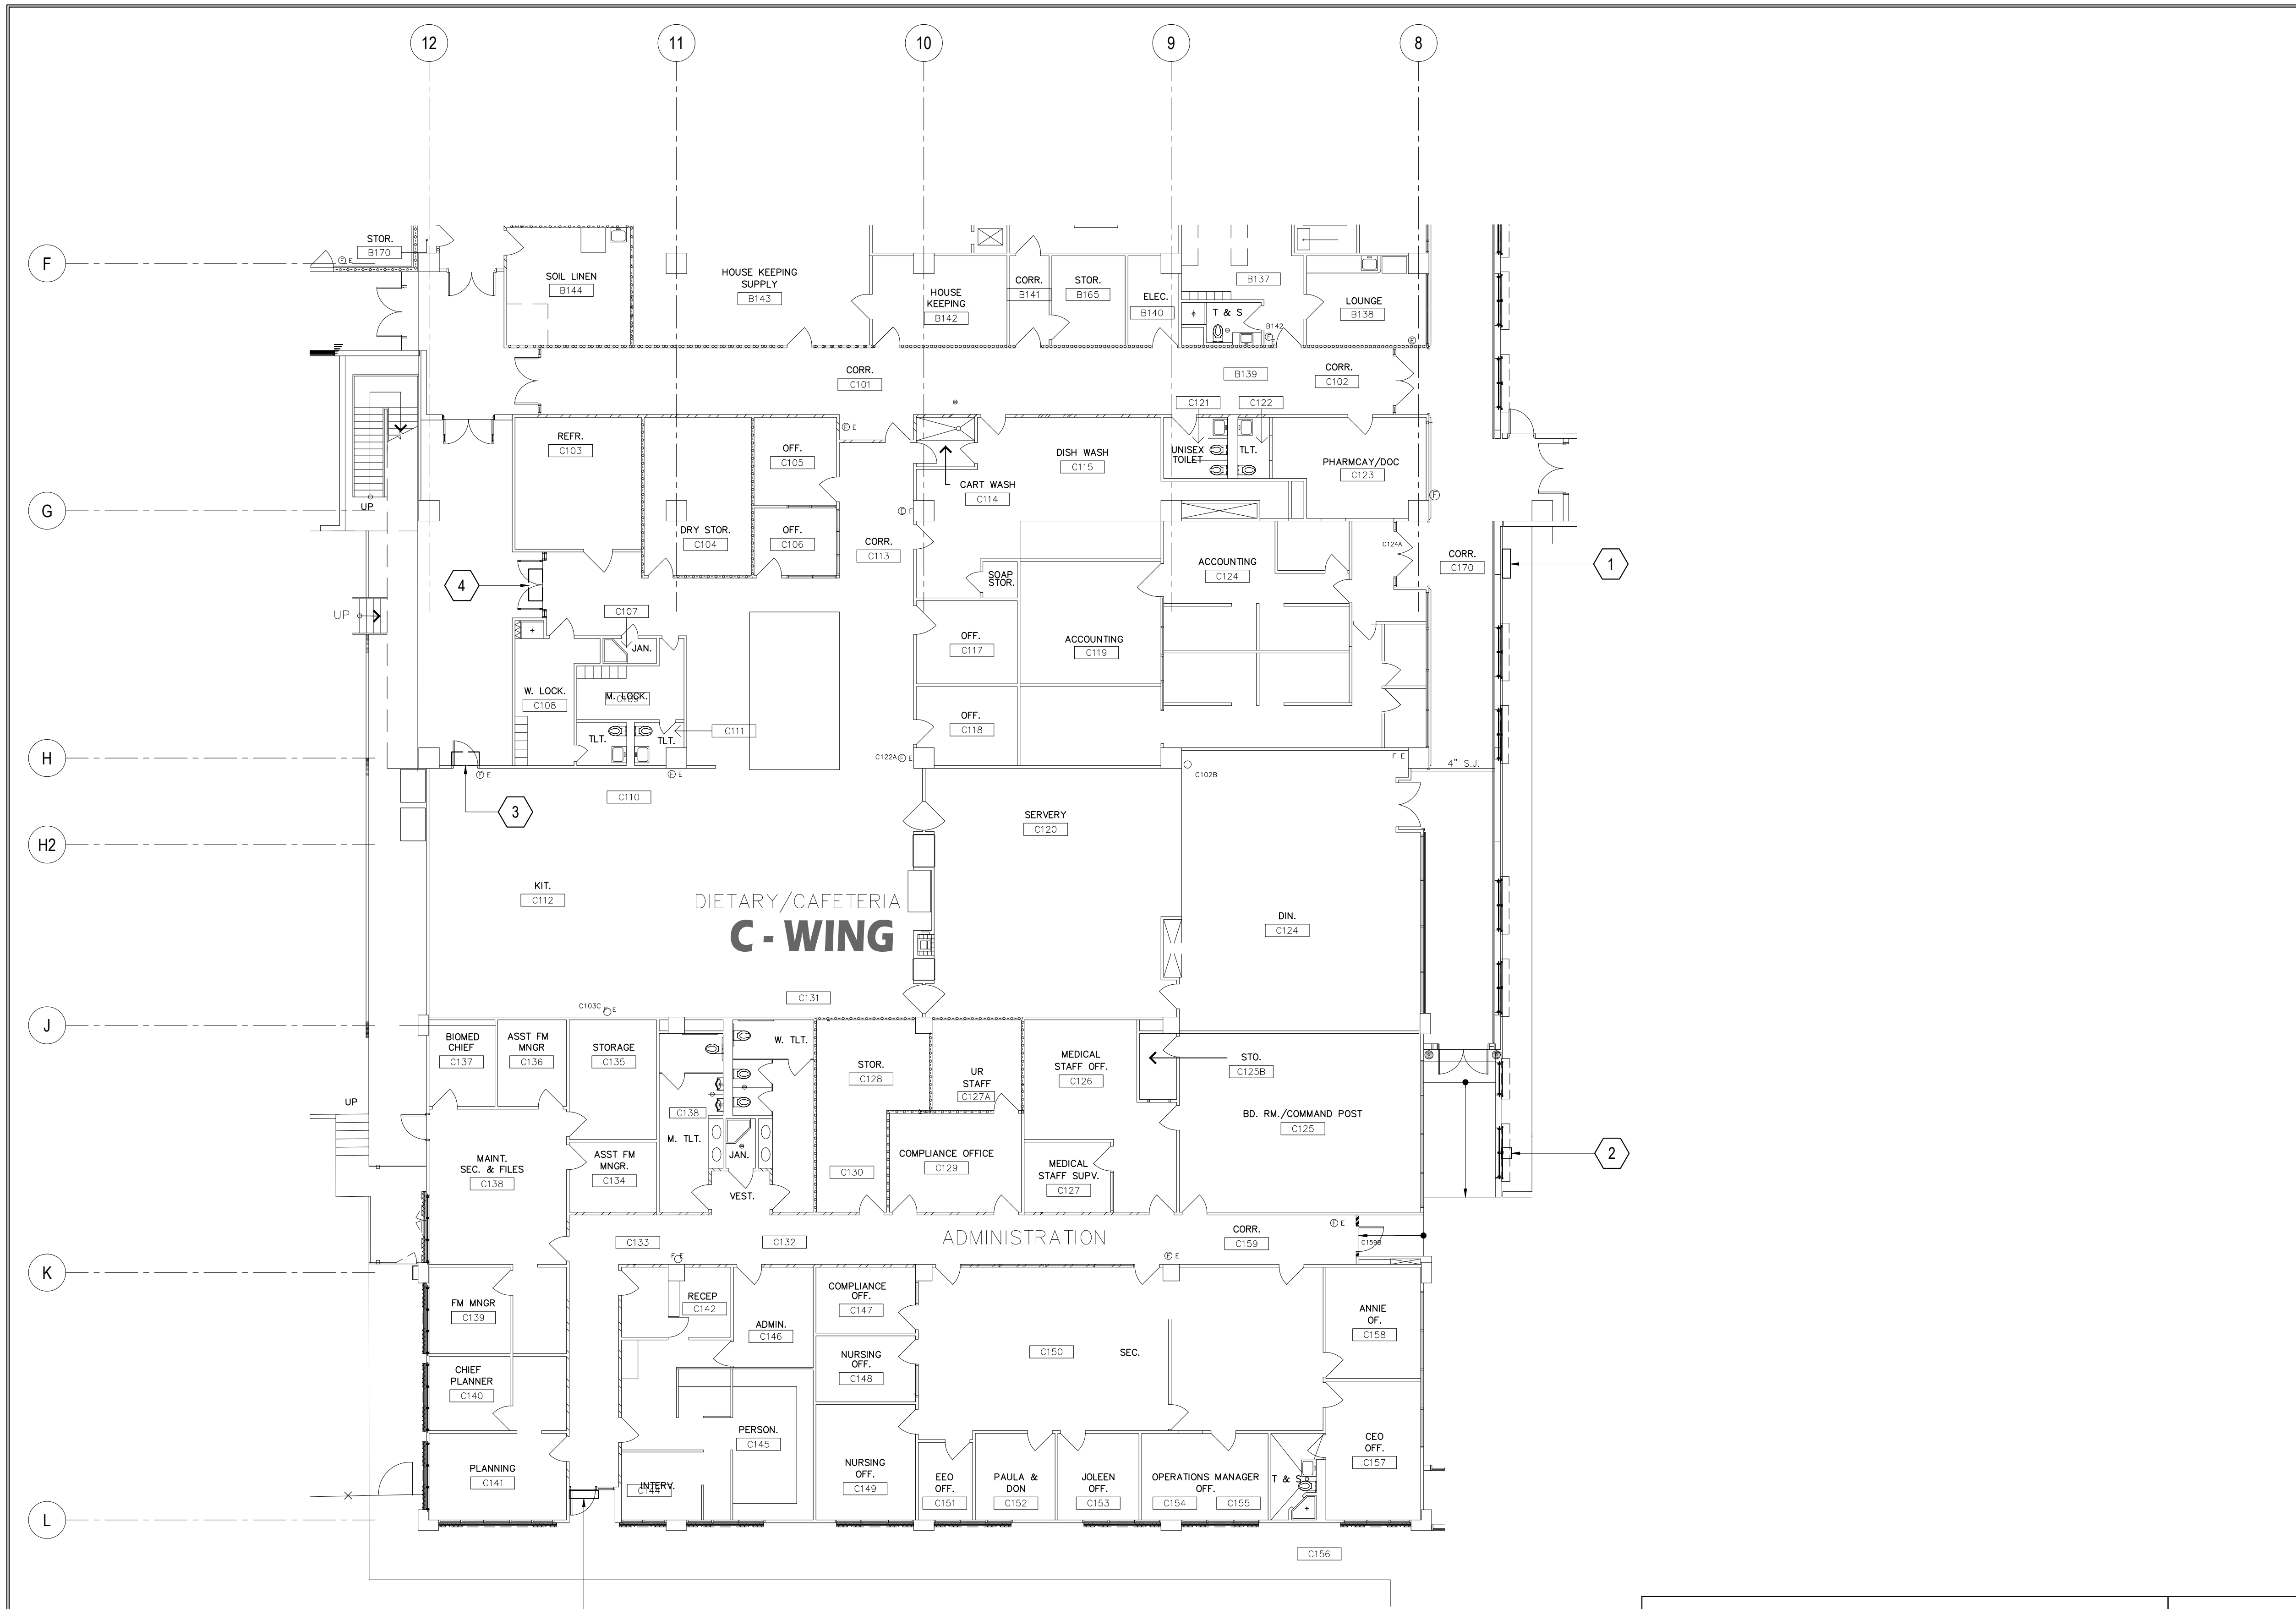 12
11
10
9
8
F
G
H
H2
J
K
L
STOR.
B170
F E
SOIL LINEN
B144
HOUSE KEEPING
SUPPLY
B143
HOUSE
KEEPING
B142
CORR.
B141
STOR.
B165
ELEC.
B140
B137
T & S
B142
F
E
LOUNGE
B138
F
CORR.
C101
B139
CORR.
C102
C121
C122
REFR.
C103
OFF.
C105
F E
DISH WASH
C115
UNISEX
TOILET
TLT.
PHARMCAY/DOC
C123
F
CART WASH
C114
UP
DRY STOR.
C104
OFF.
C106
E F
CORR.
C113
C124A
CORR.
C170
1
ACCOUNTING
C124
SOAP
STOR.
4
C107
UP
JAN.
OFF.
C117
ACCOUNTING
C119
W. LOCK.
C108
M. LOCK.
C109
OFF.
C118
TLT.
TLT.
C111
C122A F E
F E
F E
C102B
F E
4" S.J.
C110
3
SERVERY
C120
KIT.
C112
DIETARY/CAFETERIA
C - WING
DIN.
C124
C131
C103C
F E
BIOMED
CHIEF
C137
ASST FM
MNGR
C136
STORAGE
C135
W. TLT.
STOR.
C128
UR
STAFF
C127A
MEDICAL
STAFF OFF.
C126
STO.
C125B
UP
C138
M. TLT.
JAN.
BD. RM./COMMAND POST
C125
2
MAINT.
SEC. & FILES
C138
ASST FM
MNGR.
C134
VEST.
C130
COMPLIANCE OFFICE
C129
MEDICAL
STAFF SUPV.
C127
C133
C132
ADMINISTRATION
CORR.
C159
F E
C159B
F E
F E
FM MNGR
C139
RECEP
C142
ADMIN.
C146
COMPLIANCE
OFF.
C147
ANNIE
OF.
C158
CHIEF
PLANNER
C140
NURSING
OFF.
C148
C150
SEC.
PERSON.
C145
CEO
OFF.
C157
PLANNING
C141
INTERV.
C144
NURSING
OFF.
C149
EEO
OFF.
C151
PAULA &
DON
C152
JOLEEN
OFF.
C153
OPERATIONS MANAGER
OFF.
C154
C155
T & S
C156